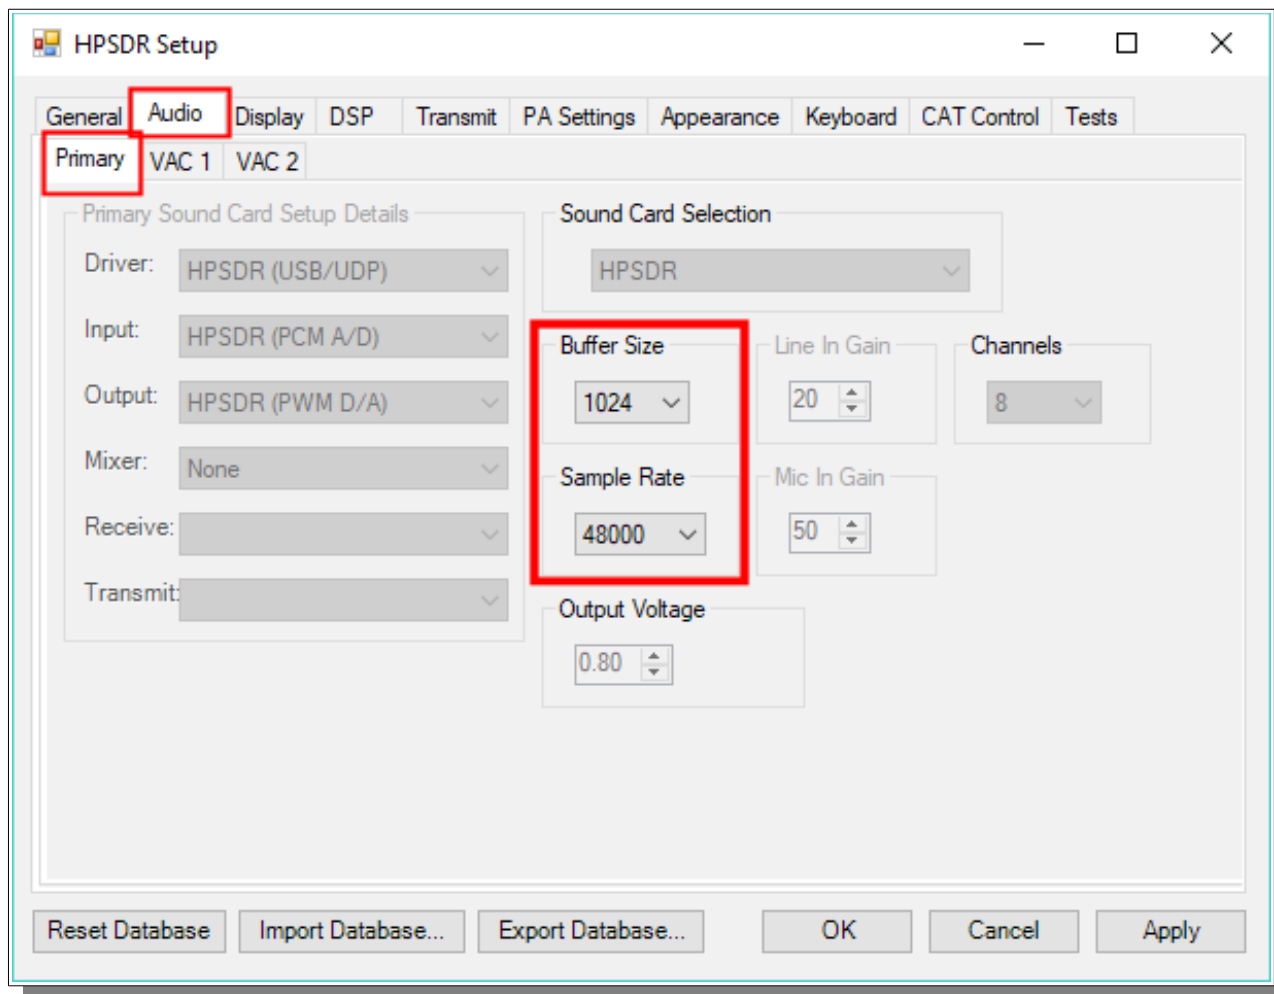 HPSDR Setup
General Audio Display DSP Transmit PA Settings Appearance Keyboard CAT Control Tests
Primary VAC 1 VAC 2
Primary Sound Card Setup Details
Driver: HPSDR (USB/UDP)
Input: HPSDR (PCM A/D)
Output: HPSDR (PWM D/A)
Mixer: None
Receive:
Transmit:
Sound Card Selection
HPSDR
Buffer Size
1024
Line In Gain
20
Channels
8
Sample Rate
48000
Mic In Gain
50
Output Voltage
0.80
Reset Database Import Database... Export Database... OK Cancel Apply